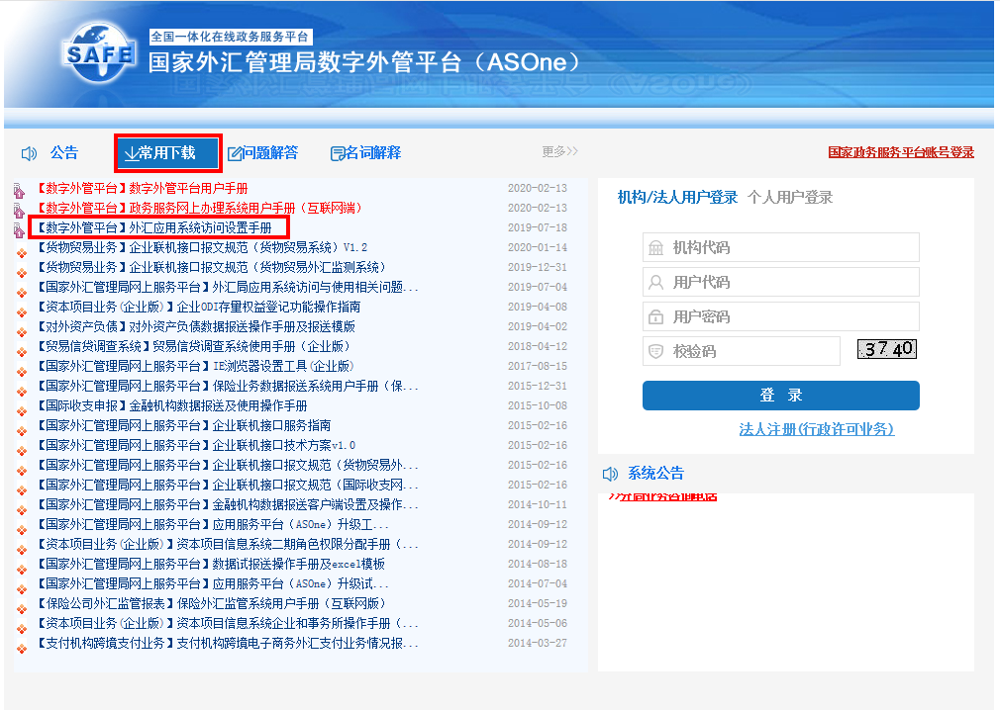 SAFE
全国一体化在线政务服务平台
国家外汇管理局数字外管平台（ASOne）
公告
常用下载
问题解答
名词解释
更多>>
国家政务服务平台账号登录
【数字外管平台】数字外管平台用户手册 2020-02-13
【数字外管平台】政务服务网上办理系统用户手册（互联网端） 2020-02-13
【数字外管平台】外汇应用系统访问设置手册 2019-07-18
【货物贸易业务】企业联机接口报文规范（货物贸易系统）V1.2 2020-01-14
【货物贸易业务】企业联机接口报文规范（货物贸易外汇监测系统） 2019-12-31
【国家外汇管理局网上服务平台】外汇局应用系统访问与使用相关问题... 2019-07-04
【资本项目业务(企业版)】企业ODI存量权益登记功能操作指南 2019-04-08
【对外资产负债】对外资产负债数据报送操作手册及报送模版 2019-04-02
【贸易信贷调查系统】贸易信贷调查系统使用手册（企业版） 2018-04-12
【国家外汇管理局网上服务平台】IE浏览器设置工具(企业版) 2017-08-15
【国家外汇管理局网上服务平台】保险业务数据报送系统用户手册（保... 2015-12-31
【国际收支申报】金融机构数据报送及使用操作手册 2015-10-08
【国家外汇管理局网上服务平台】企业联机接口服务指南 2015-02-16
【国家外汇管理局网上服务平台】企业联机接口技术方案v1.0 2015-02-16
【国家外汇管理局网上服务平台】企业联机接口报文规范（货物贸易外... 2015-02-16
【国家外汇管理局网上服务平台】企业联机接口报文规范（国际收支网... 2015-02-16
【国家外汇管理局网上服务平台】金融机构数据报送客户端设置及操作... 2014-10-11
【国家外汇管理局网上服务平台】应用服务平台（ASOne）升级工... 2014-09-12
【资本项目业务(企业版)】资本项目信息系统二期角色权限分配手册（... 2014-09-12
【国家外汇管理局网上服务平台】数据试报送操作手册及excel模板 2014-08-18
【国家外汇管理局网上服务平台】应用服务平台（ASOne）升级试... 2014-07-04
【保险公司外汇监管报表】保险外汇监管系统用户手册（互联网版） 2014-05-19
【资本项目业务(企业版)】资本项目信息系统企业和事务所操作手册（... 2014-05-06
【支付机构跨境支付业务】支付机构跨境电子商务外汇支付业务情况报... 2014-03-27
机构/法人用户登录 个人用户登录
机构代码
用户代码
用户密码
校验码
3740
登 录
法人注册(行政许可业务)
系统公告
>>分局业务咨询电话